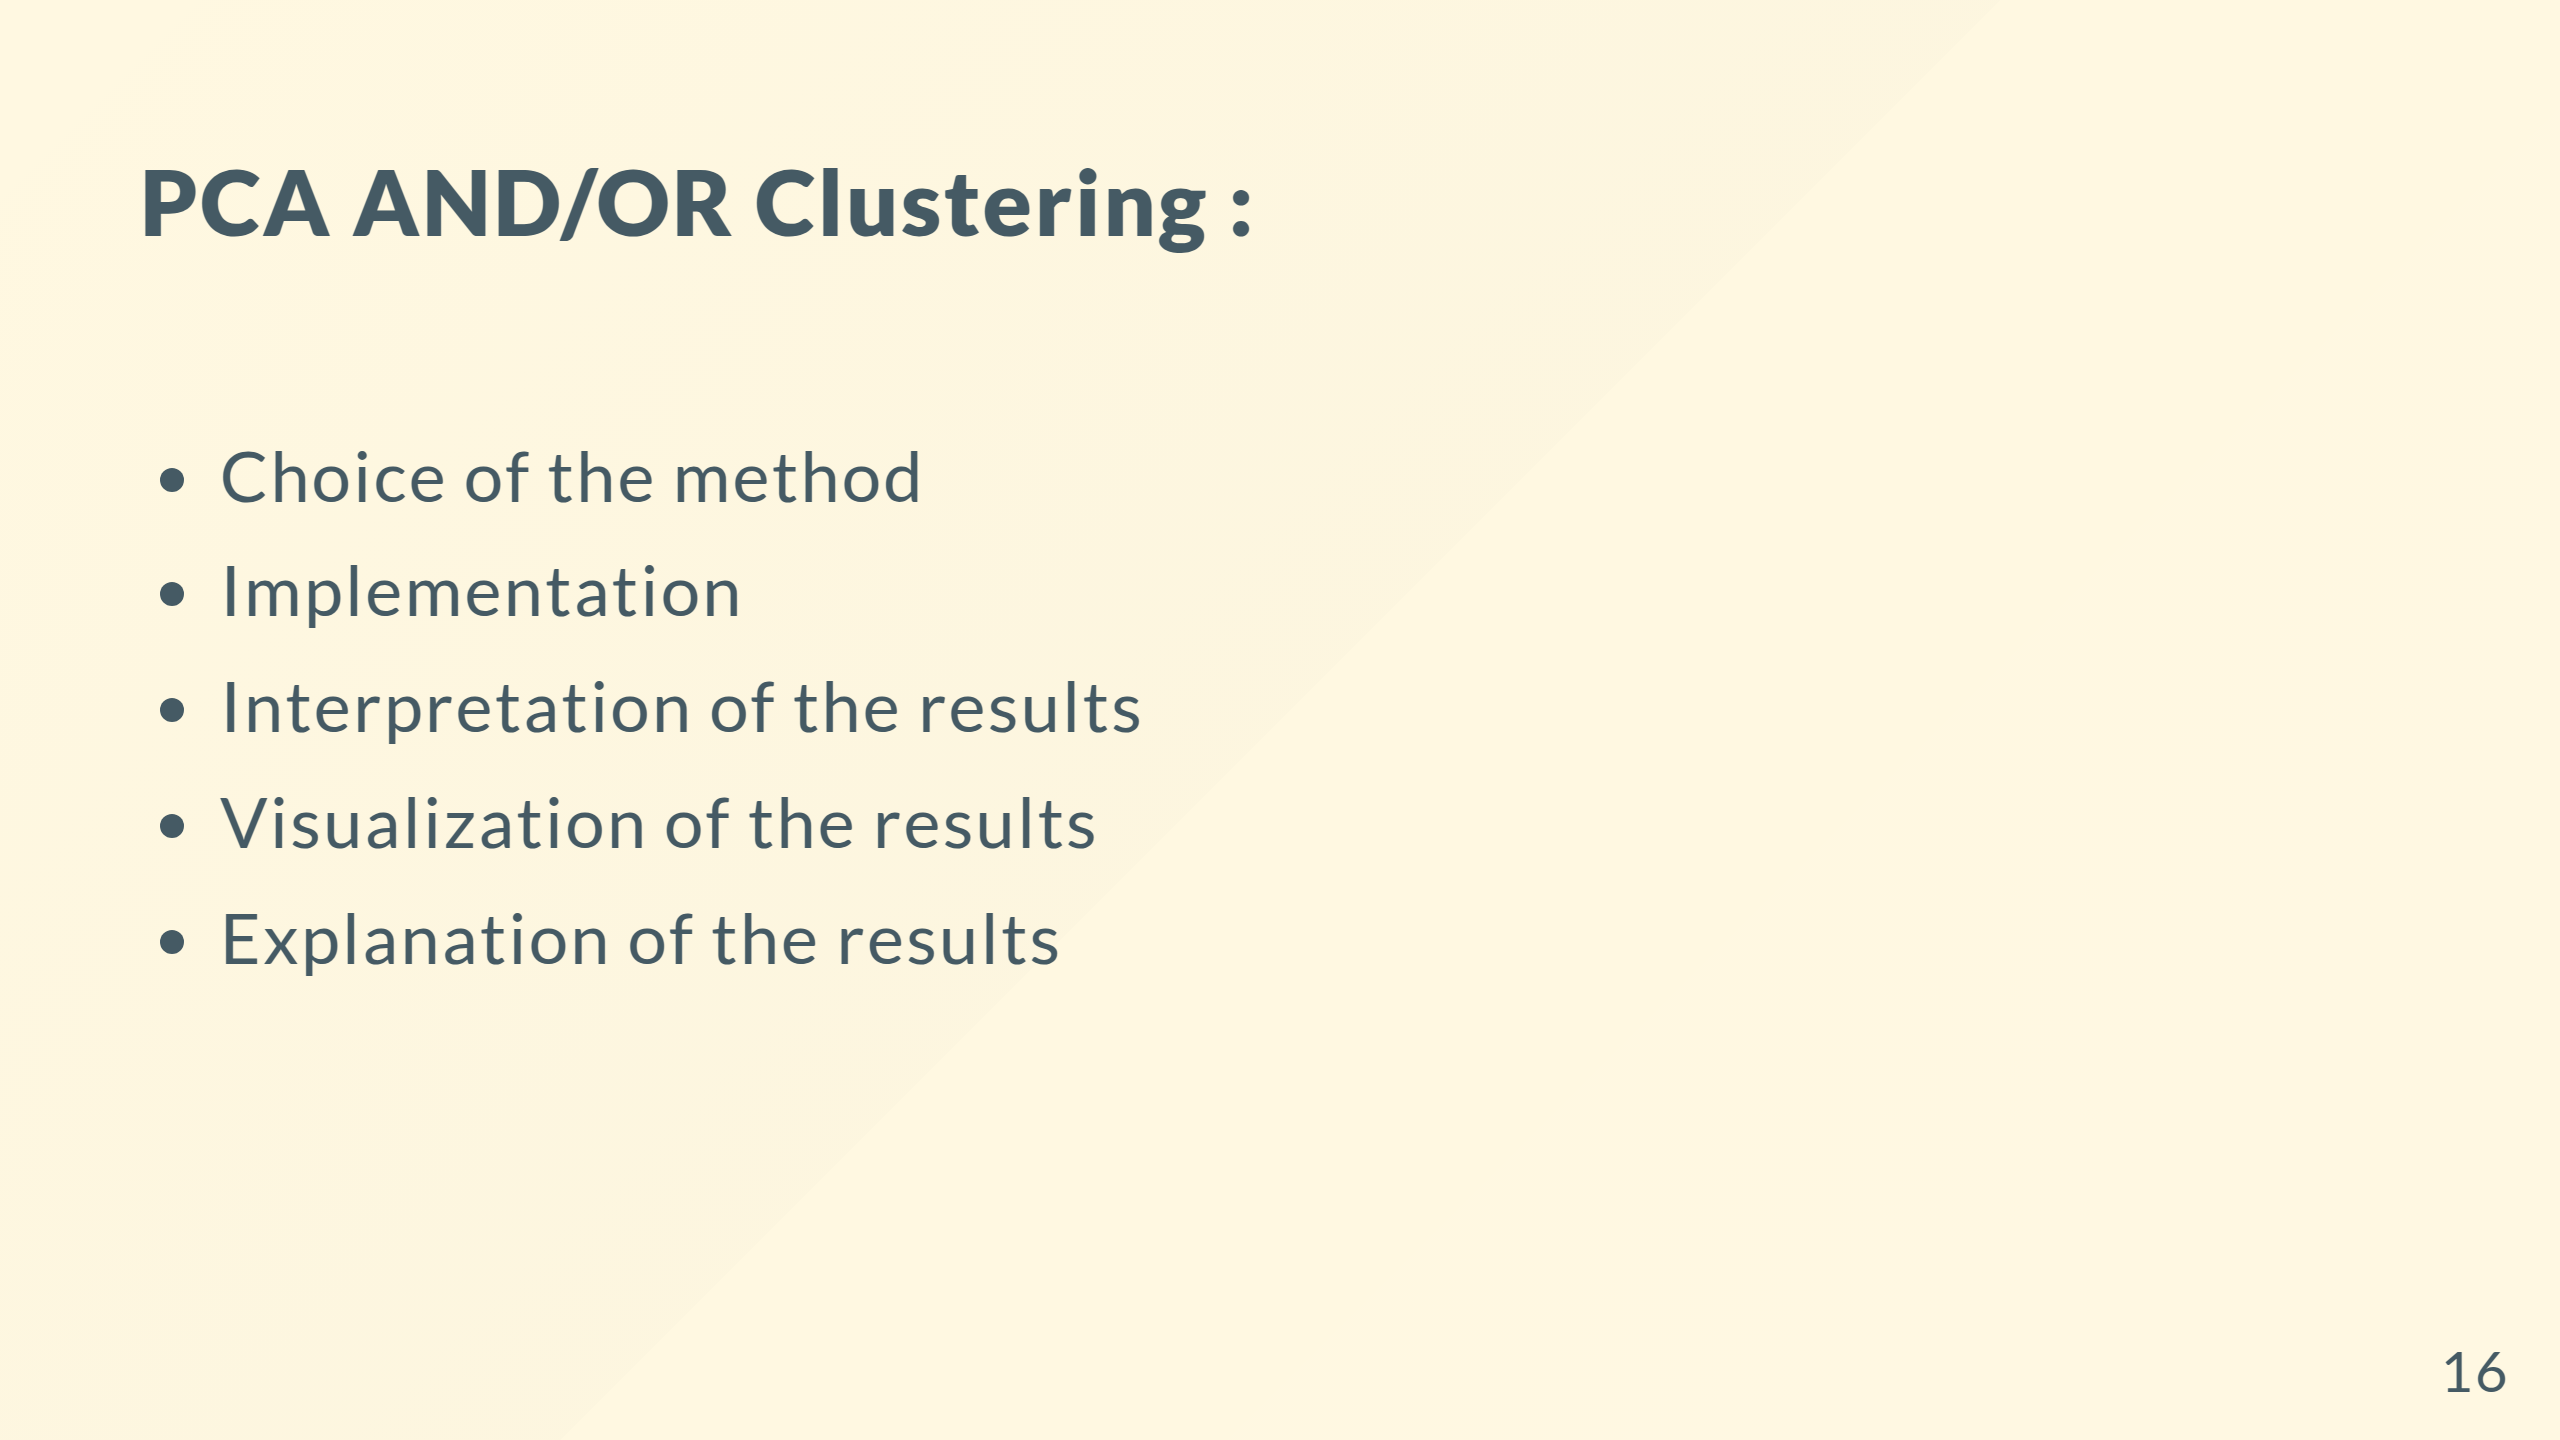 PCA AND/OR Clustering :
• Choice of the method
• Implementation
• Interpretation of the results
• Visualization of the results
• Explanation of the results
16